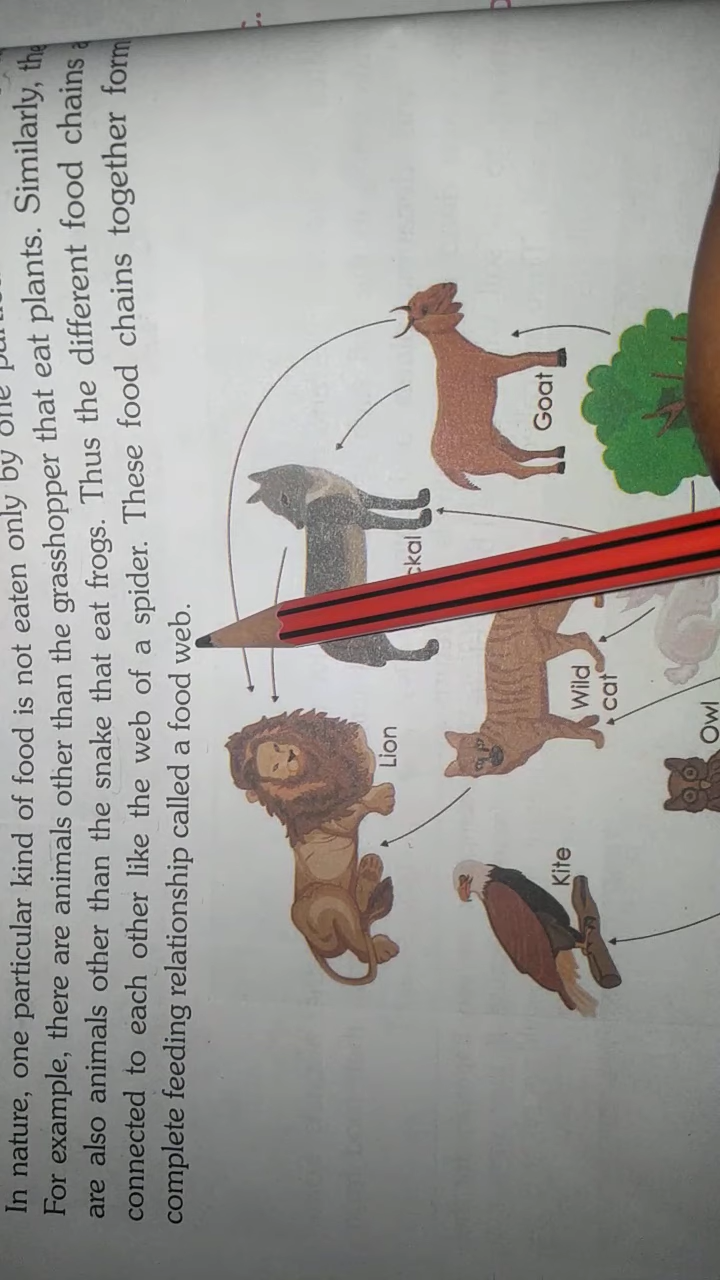 In nature, one particular kind of food is not eaten only by one
For example, there are animals other than the grasshopper that eat plants. Similarly, the
are also animals other than the snake that eat frogs. Thus the different food chains
connected to each other like the web of a spider. These food chains together form
complete feeding relationship called a food web.
Goat
Lion
Wild
cat
Kite
Owl